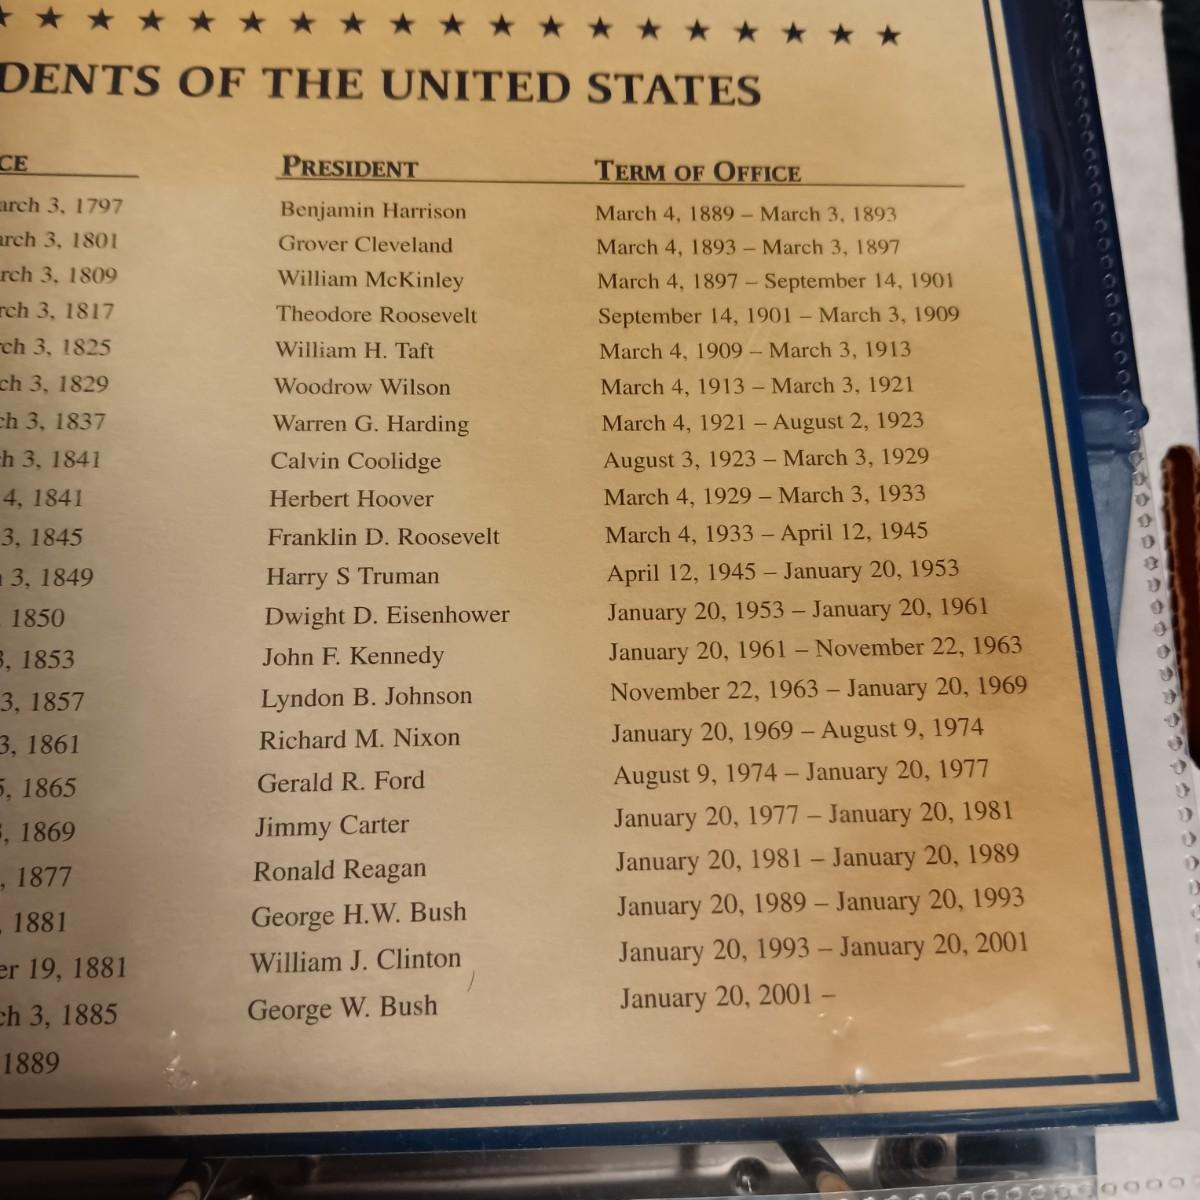 DENTS OF THE UNITED STATES
CE PRESIDENT TERM OF OFFICE
arch 3, 1797 Benjamin Harrison March 4, 1889 – March 3, 1893
arch 3, 1801 Grover Cleveland March 4, 1893 – March 3, 1897
rch 3, 1809 William McKinley March 4, 1897 – September 14, 1901
rch 3, 1817 Theodore Roosevelt September 14, 1901 – March 3, 1909
rch 3, 1825 William H. Taft March 4, 1909 – March 3, 1913
ch 3, 1829 Woodrow Wilson March 4, 1913 – March 3, 1921
ch 3, 1837 Warren G. Harding March 4, 1921 – August 2, 1923
h 3, 1841 Calvin Coolidge August 3, 1923 – March 3, 1929
4, 1841 Herbert Hoover March 4, 1929 – March 3, 1933
3, 1845 Franklin D. Roosevelt March 4, 1933 – April 12, 1945
3, 1849 Harry S Truman April 12, 1945 – January 20, 1953
1850 Dwight D. Eisenhower January 20, 1953 – January 20, 1961
3, 1853 John F. Kennedy January 20, 1961 – November 22, 1963
3, 1857 Lyndon B. Johnson November 22, 1963 – January 20, 1969
3, 1861 Richard M. Nixon January 20, 1969 – August 9, 1974
5, 1865 Gerald R. Ford August 9, 1974 – January 20, 1977
3, 1869 Jimmy Carter January 20, 1977 – January 20, 1981
, 1877 Ronald Reagan January 20, 1981 – January 20, 1989
, 1881 George H.W. Bush January 20, 1989 – January 20, 1993
er 19, 1881 William J. Clinton January 20, 1993 – January 20, 2001
ch 3, 1885 George W. Bush January 20, 2001 –
1889